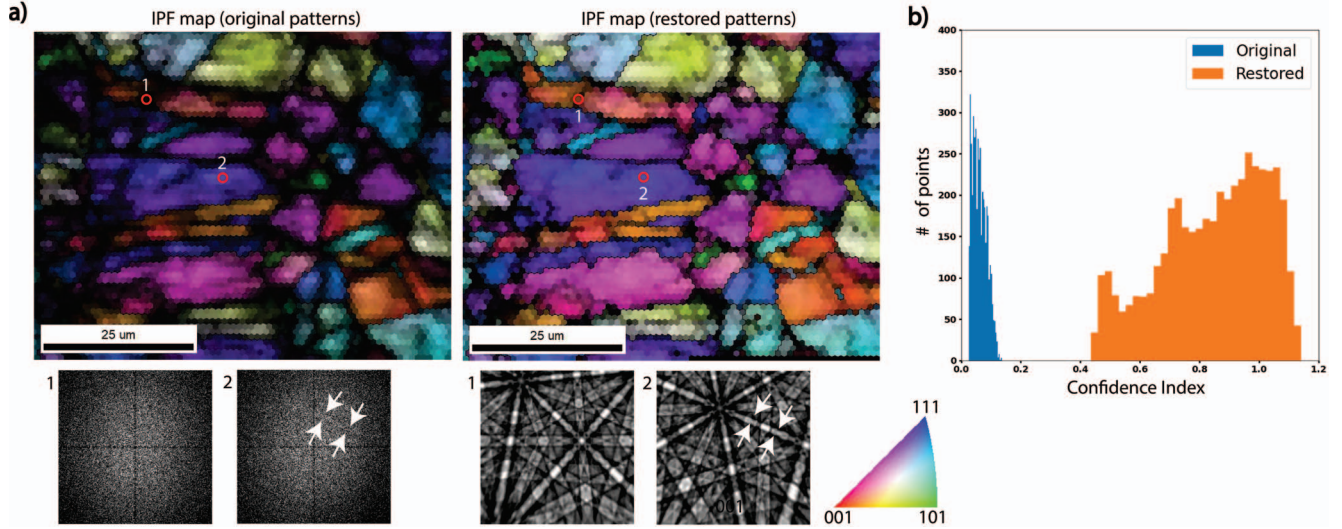 a)
IPF map (original patterns)
IPF map (restored patterns)
b)
1
2
25 um
1
2
25 um
1
2
1
2
001
111
001
101
400
350
300
250
200
150
100
50
0
# of points
Original
Restored
0.0 0.2 0.4 0.6 0.8 1.0 1.2
Confidence Index